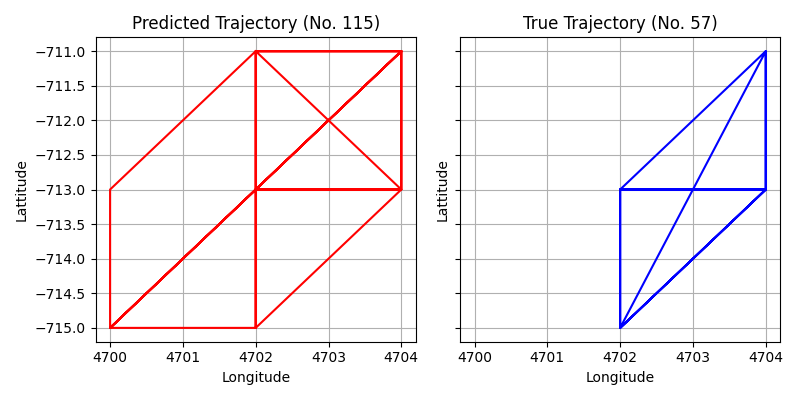 Predicted Trajectory (No. 115)
True Trajectory (No. 57)
−711.0
−711.5
−712.0
−712.5
−713.0
−713.5
−714.0
−714.5
−715.0
Lattitude
Lattitude
4700 4701 4702 4703 4704
4700 4701 4702 4703 4704
Longitude
Longitude